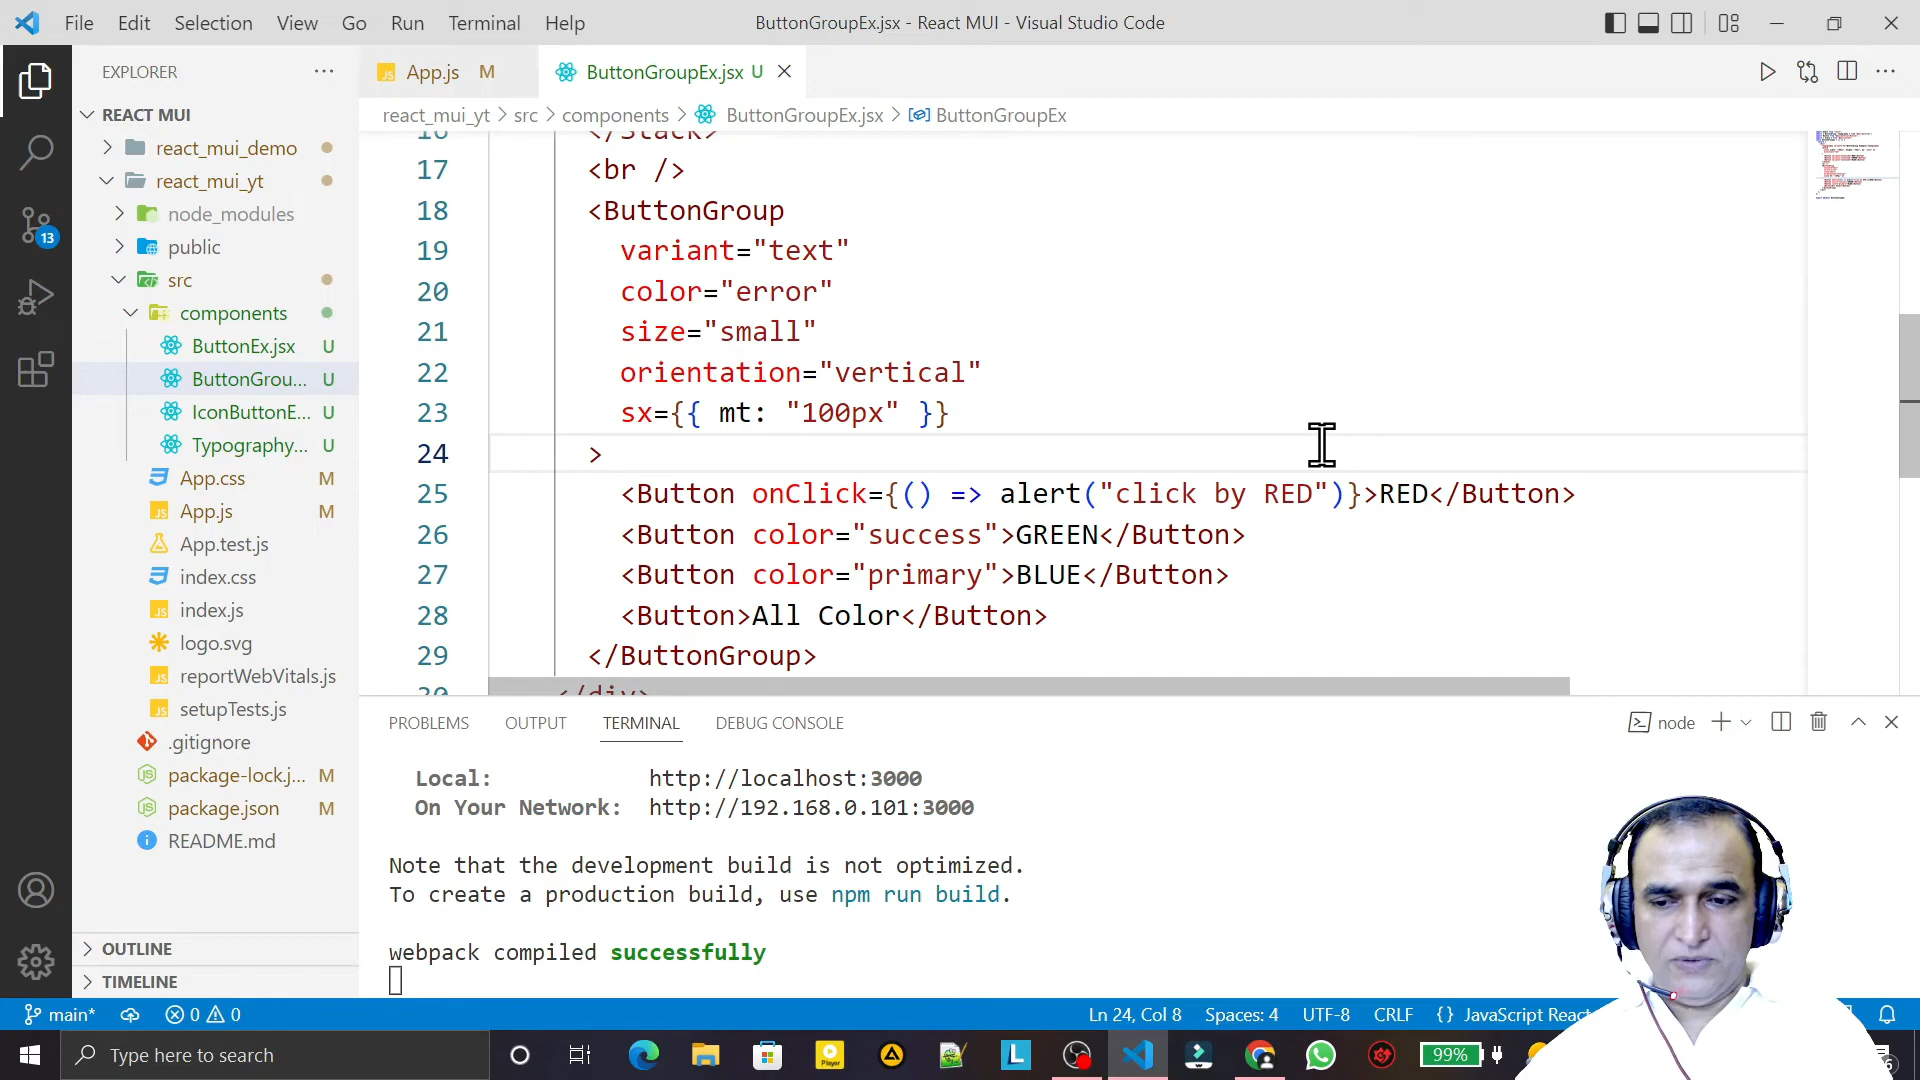 File Edit Selection View Go Run Terminal Help
ButtonGroupEx.jsx - React MUI - Visual Studio Code
EXPLORER
REACT MUI
react_mui_demo
react_mui_yt
node_modules
public
src
components
ButtonEx.jsx U
ButtonGrou... U
IconButtonE... U
Typography... U
App.css M
JS App.js M
App.test.js
index.css
JS index.js
logo.svg
JS reportWebVitals.js
JS setupTests.js
.gitignore
package-lock.j... M
package.json M
README.md
OUTLINE
TIMELINE
13
JS App.js M
ButtonGroupEx.jsx U
react_mui_yt > src > components > ButtonGroupEx.jsx > ButtonGroupEx
16 </Stack>
17 <br />
18 <ButtonGroup
19 variant="text"
20 color="error"
21 size="small"
22 orientation="vertical"
23 sx={{ mt: "100px" }}
24 >
25 <Button onClick={() => alert("click by RED")}>RED</Button>
26 <Button color="success">GREEN</Button>
27 <Button color="primary">BLUE</Button>
28 <Button>All Color</Button>
29 </ButtonGroup>
30 </div>
PROBLEMS OUTPUT TERMINAL DEBUG CONSOLE
node
Local: http://localhost:3000
On Your Network: http://192.168.0.101:3000
Note that the development build is not optimized.
To create a production build, use npm run build.
webpack compiled successfully
main* 0 0
Ln 24, Col 8 Spaces: 4 UTF-8 CRLF {} JavaScript React
Type here to search
Player
L
99%